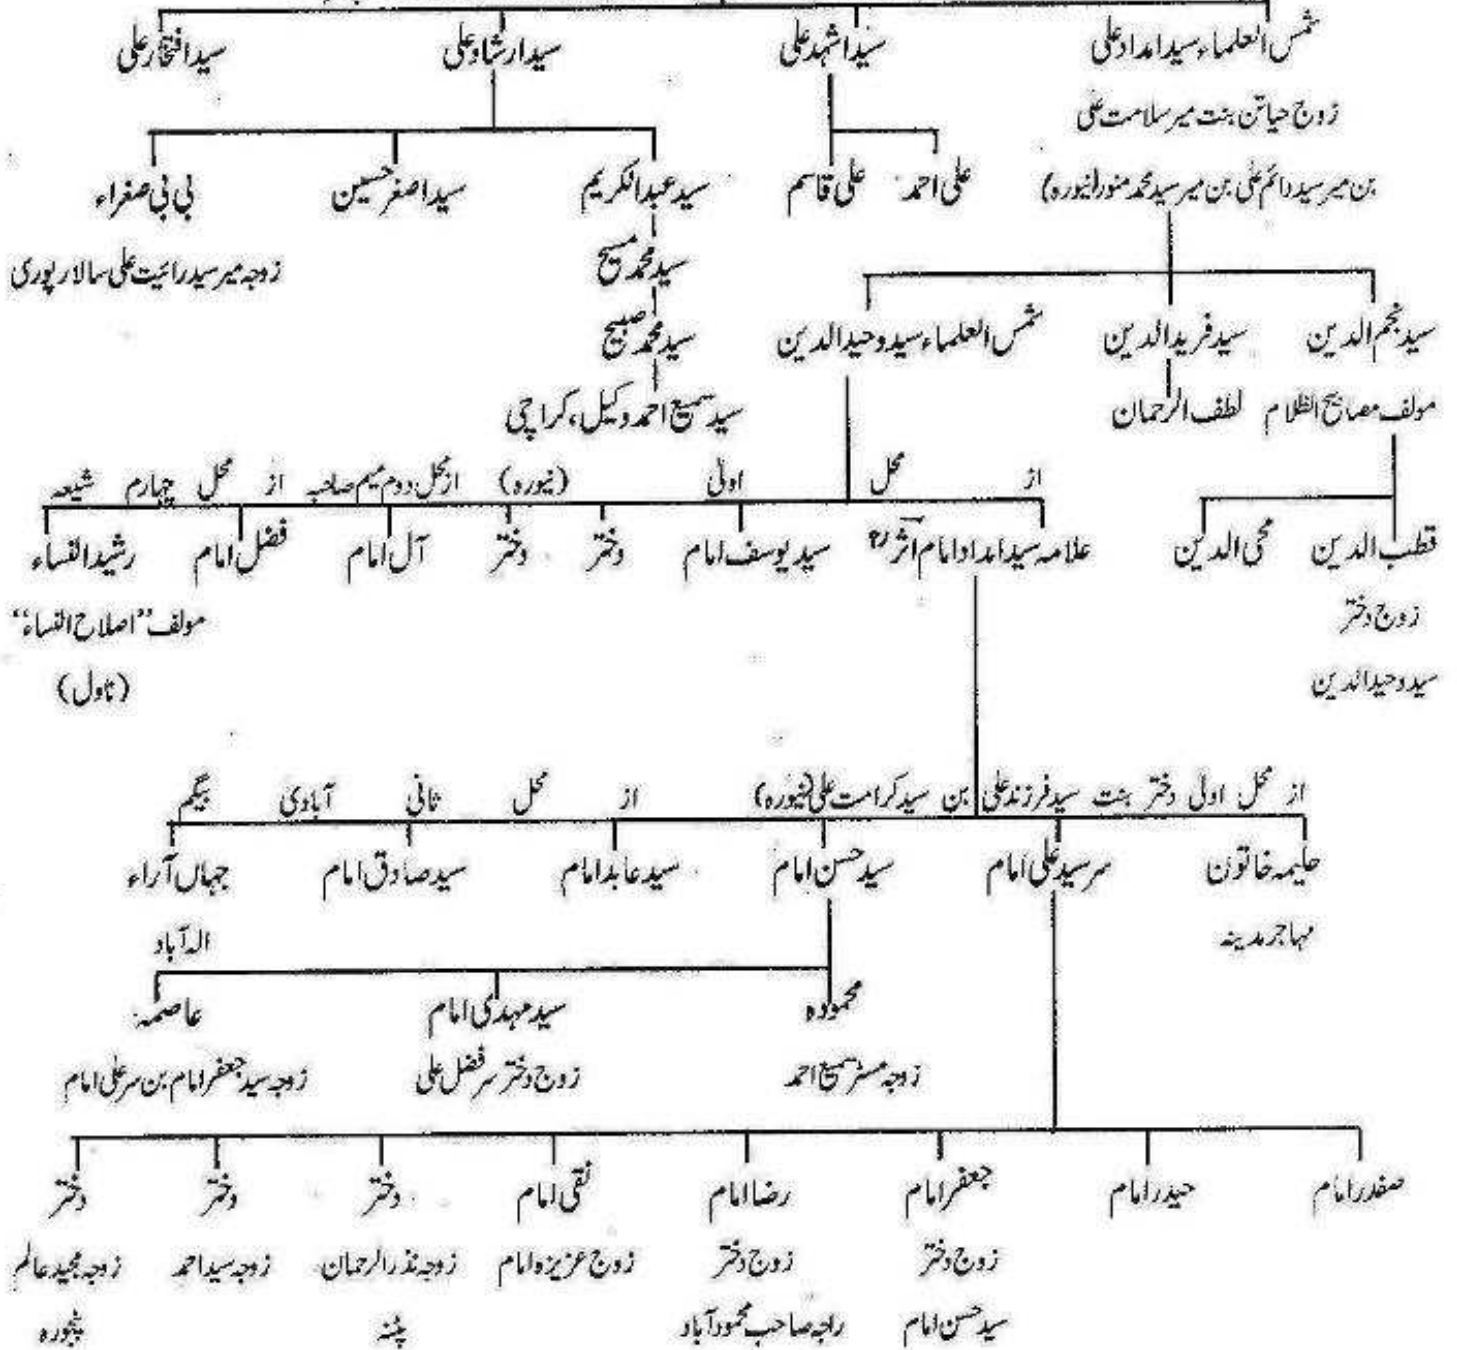 شمس العلماء سید امداد علی سید اشہد علی سید ارشاد علی سید افتخار علی
زوج حیاتن بنت میر سلامت علی
بن میر سید دائم علی بن میر سید محمد منور (نیورہ) علی احمد علی قاسم سید عبدالکریم سید اصغر حسین بی بی صغراء
سید محمد مسیح زوجہ میر سید رائیت علی سالار پوری
سید نجم الدین سید فرید الدین شمس العلماء سید وحید الدین سید محمد صبیح
مولف مصابیح الظلام لطف الرحمان سید سمیع احمد وکیل، کراچی
از محل اولیٰ (نیورہ) از محل دوم میم صاحبہ از محل چہارم شیعہ
قطب الدین محی الدین علامہ سید امداد امام آثرؔ سید یوسف امام دختر دختر آل امام فضل امام رشید النساء
زوج دختر مولف "اصلاح النساء"
سید وحید الدین (ناول)
از محل اولیٰ دختر بنت سید فرزند علی بن سید کرامت علی (نیورہ) از محل ثانی آبادی بیگم
حلیمہ خاتون سر سید علی امام سید حسن امام سید عابد امام سید صادق امام جہاں آراء
مہاجر مدینہ الہ آباد
محمودہ سید مہدی امام عاصمہ
زوجہ مسٹر سمیع احمد زوج دختر سر فضل علی زوجہ سید جعفر امام بن سر علی امام
صفدر امام حیدر امام جعفر امام رضا امام نقی امام دختر دختر دختر
زوج دختر زوج دختر زوج عزیزہ امام زوجہ نذر الرحمان زوجہ سید احمد زوجہ مجید عالم
سید حسن امام راجہ صاحب محمود آباد پٹنہ